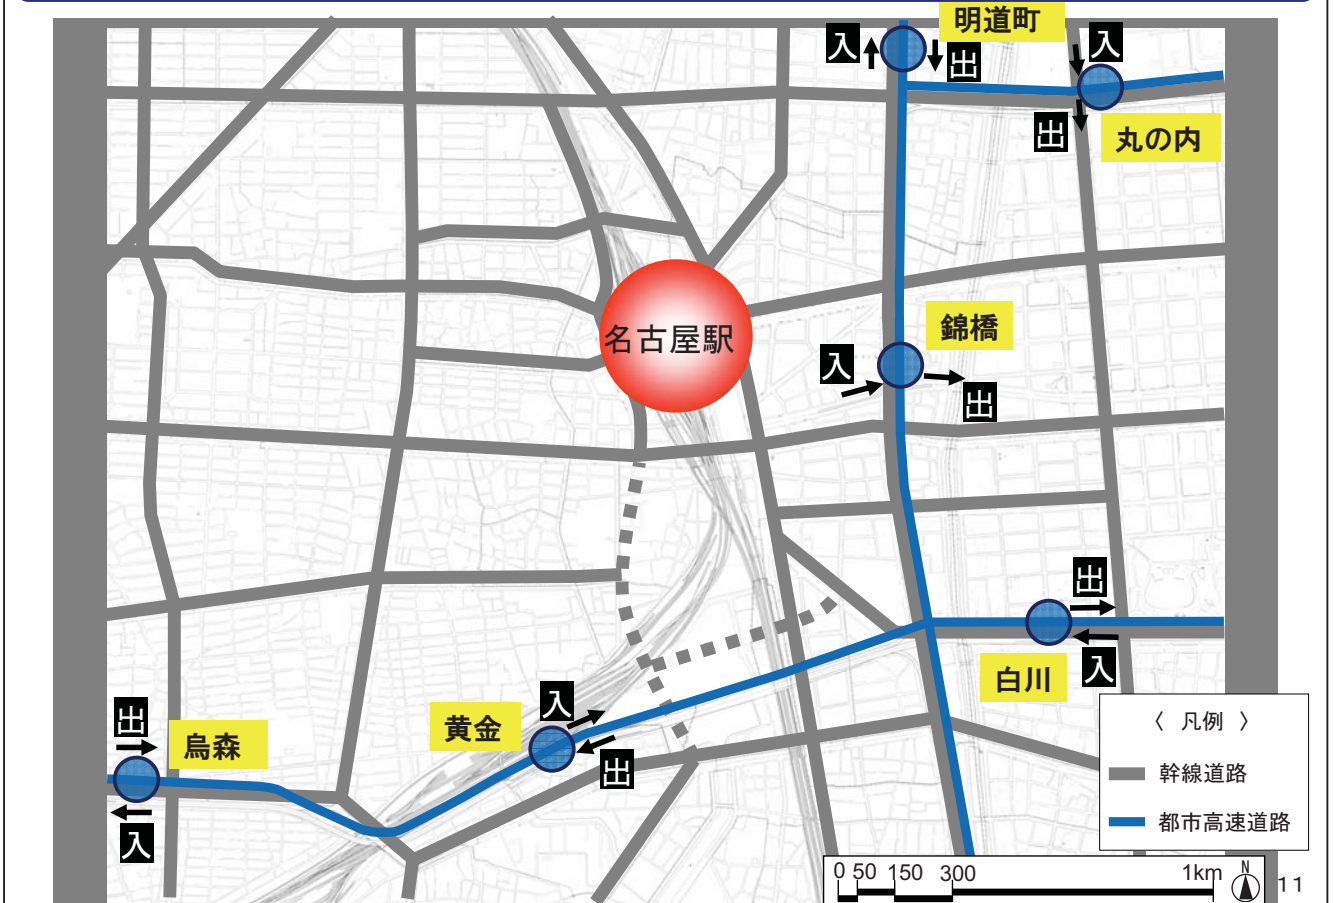 明道町
入
出
入
出
丸の内
名古屋駅
錦橋
入
出
出
入
白川
出
烏森
入
黄金
入
出
〈 凡例 〉
幹線道路
都市高速道路
0 50 150 300 1km
N
11